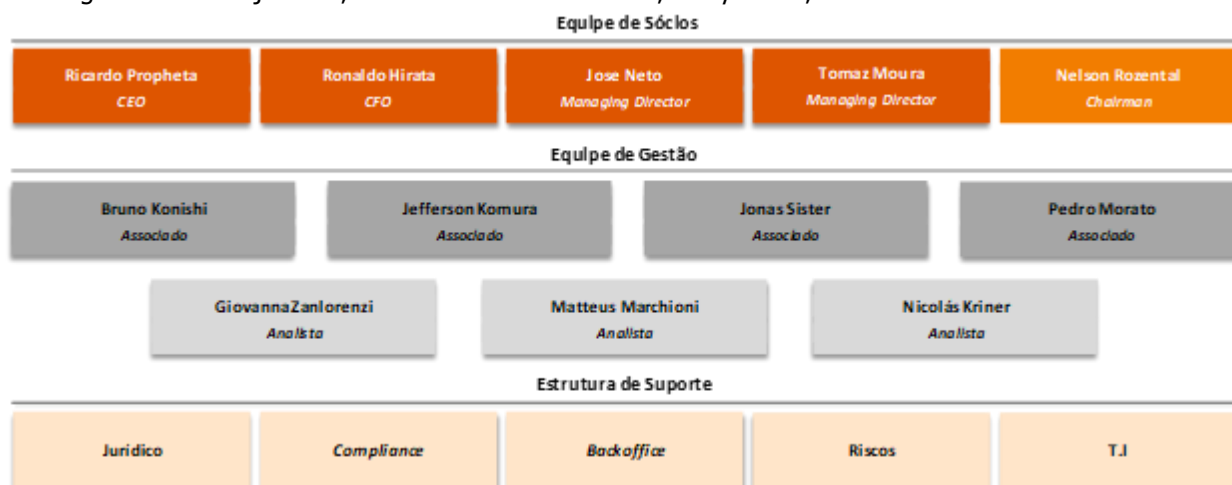 Equipe de Sócios
Ricardo Propheta
CEO
Ronaldo Hirata
CFO
Jose Neto
Managing Director
Tomaz Moura
Managing Director
Nelson Rozental
Chairman
Equipe de Gestão
Bruno Konishi
Associado
Jefferson Komura
Associado
Jonas Sister
Associado
Pedro Morato
Associado
Giovanna Zanlorenzi
Analista
Matteus Marchioni
Analista
Nicolás Kriner
Analista
Estrutura de Suporte
Jurídico
Compliance
Backoffice
Riscos
T.I